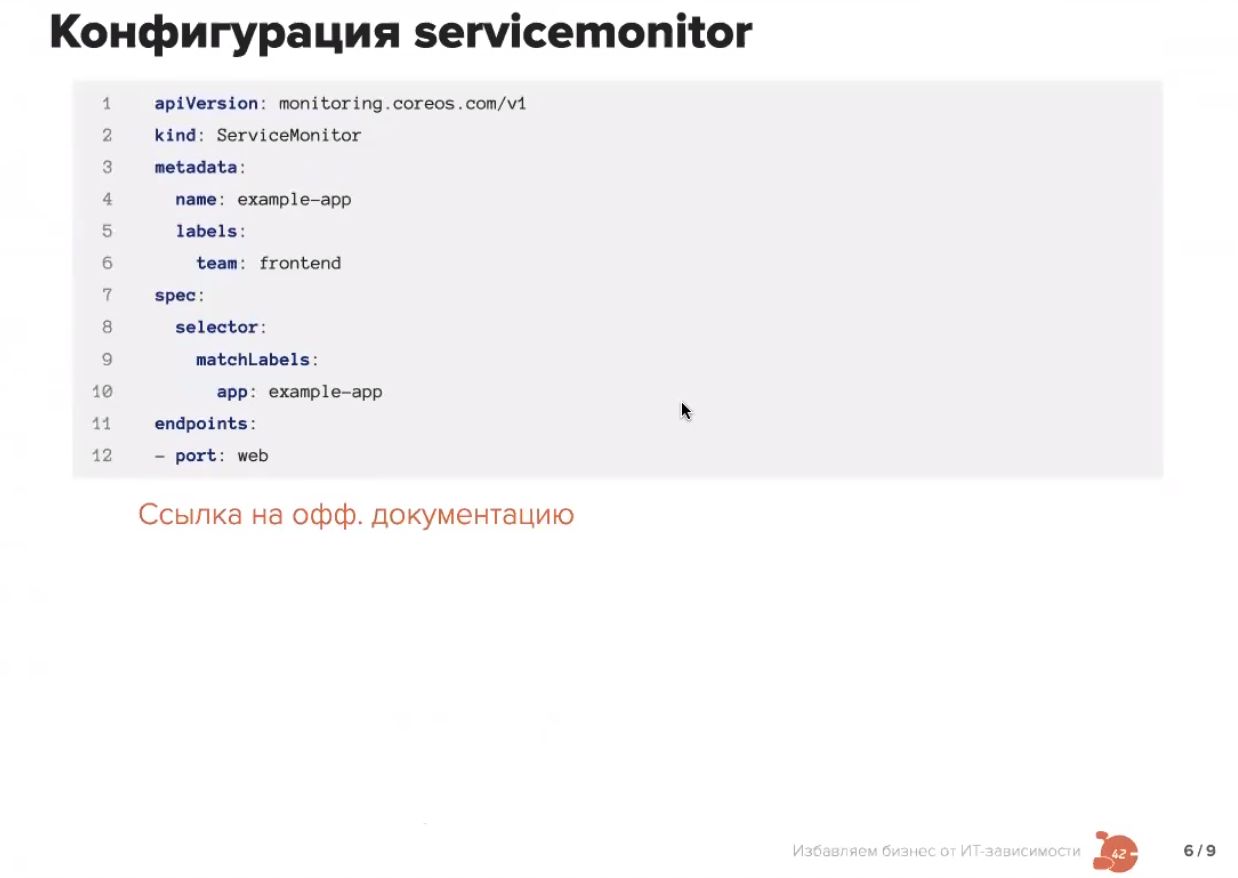 Конфигурация servicemonitor
1 apiVersion: monitoring.coreos.com/v1
2 kind: ServiceMonitor
3 metadata:
4 name: example-app
5 labels:
6 team: frontend
7 spec:
8 selector:
9 matchLabels:
10 app: example-app
11 endpoints:
12 - port: web
Ссылка на офф. документацию
Избавляем бизнес от ИТ-зависимости
42
6 / 9